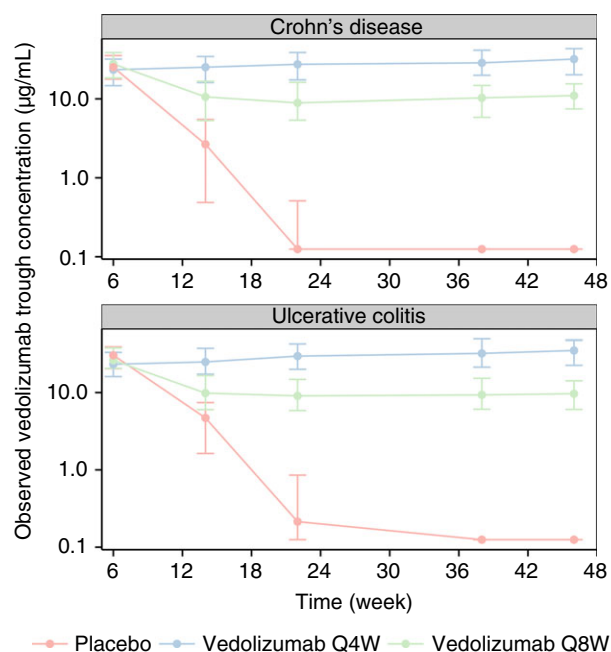 Crohn’s disease
Observed vedolizumab trough concentration (μg/mL)
10.0
1.0
0.1
6 12 18 24 30 36 42 48
Ulcerative colitis
10.0
1.0
0.1
6 12 18 24 30 36 42 48
Time (week)
Placebo Vedolizumab Q4W Vedolizumab Q8W